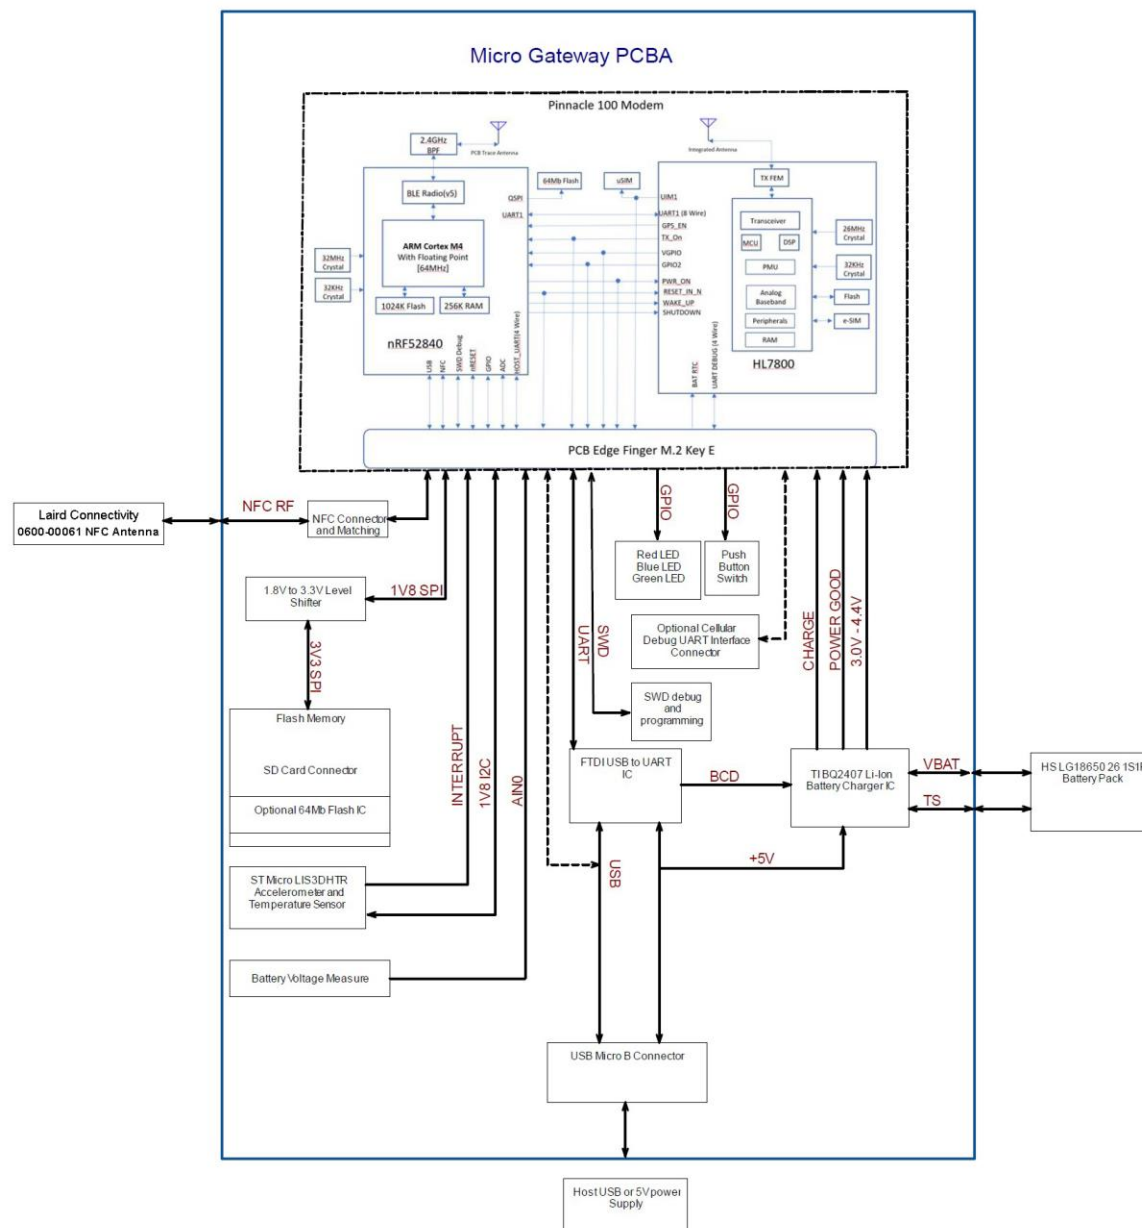 Micro Gateway PCBA
Pinnacle 100 Modem
2.4GHz
BPF
PCB Trace Antenna
Integrated Antenna
BLE Radio(v5)
64Mb Flash
uSIM
TX FEM
QSPI
UIM1
UART1
UART1 (8 Wire)
GPS_EN
TX_On
VGPIO
GPIO2
PWR_ON
RESET_IN_N
WAKE_UP
SHUTDOWN
ARM Cortex M4
With Floating Point
[64MHz]
32MHz
Crystal
32KHz
Crystal
1024K Flash
256K RAM
nRF52840
Transceiver
MCU
DSP
PMU
Analog
Baseband
Peripherals
RAM
HL7800
26MHz
Crystal
32KHz
Crystal
Flash
e-SIM
USB
NFC
SWD Debug
nRESET
GPIO
ADC
HOST_UART(4 Wire)
BAT RTC
UART DEBUG (4 Wire)
PCB Edge Finger M.2 Key E
Laird Connectivity
0600-00061 NFC Antenna
NFC RF
NFC Connector
and Matching
GPIO
GPIO
Red LED
Blue LED
Green LED
Push
Button
Switch
1.8V to 3.3V Level
Shifter
1V8 SPI
3V3 SPI
Optional Cellular
Debug UART Interface
Connector
UART
SWD
CHARGE
POWER GOOD
3.0V - 4.4V
SWD debug
and
programming
Flash Memory
SD Card Connector
Optional 64Mb Flash IC
INTERRUPT
1V8 I2C
AIN0
FTDI USB to UART
IC
BCD
TI BQ2407 Li-Ion
Battery Charger IC
VBAT
TS
HS LG18650 26 1S1P
Battery Pack
+5V
USB
ST Micro LIS3DHTR
Accelerometer and
Temperature Sensor
Battery Voltage Measure
USB Micro B Connector
Host USB or 5V power
Supply